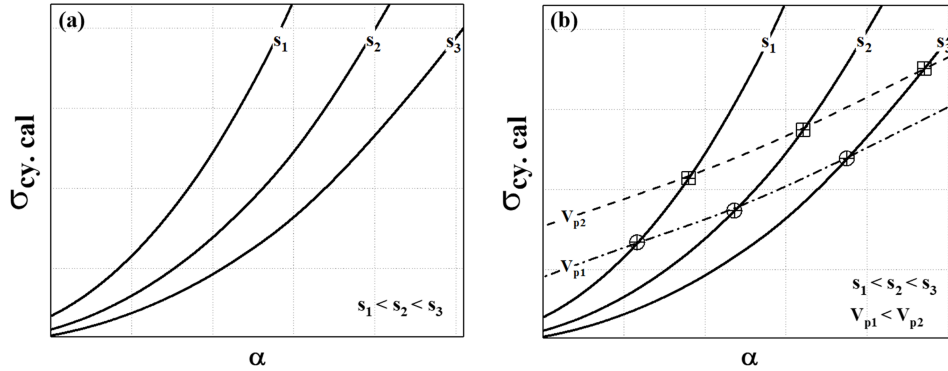 (a)
s1
s2
s3
σcy. cal
s1 < s2 < s3
α
(b)
s1
s2
s3
σcy. cal
Vp2
Vp1
s1 < s2 < s3
Vp1 < Vp2
α